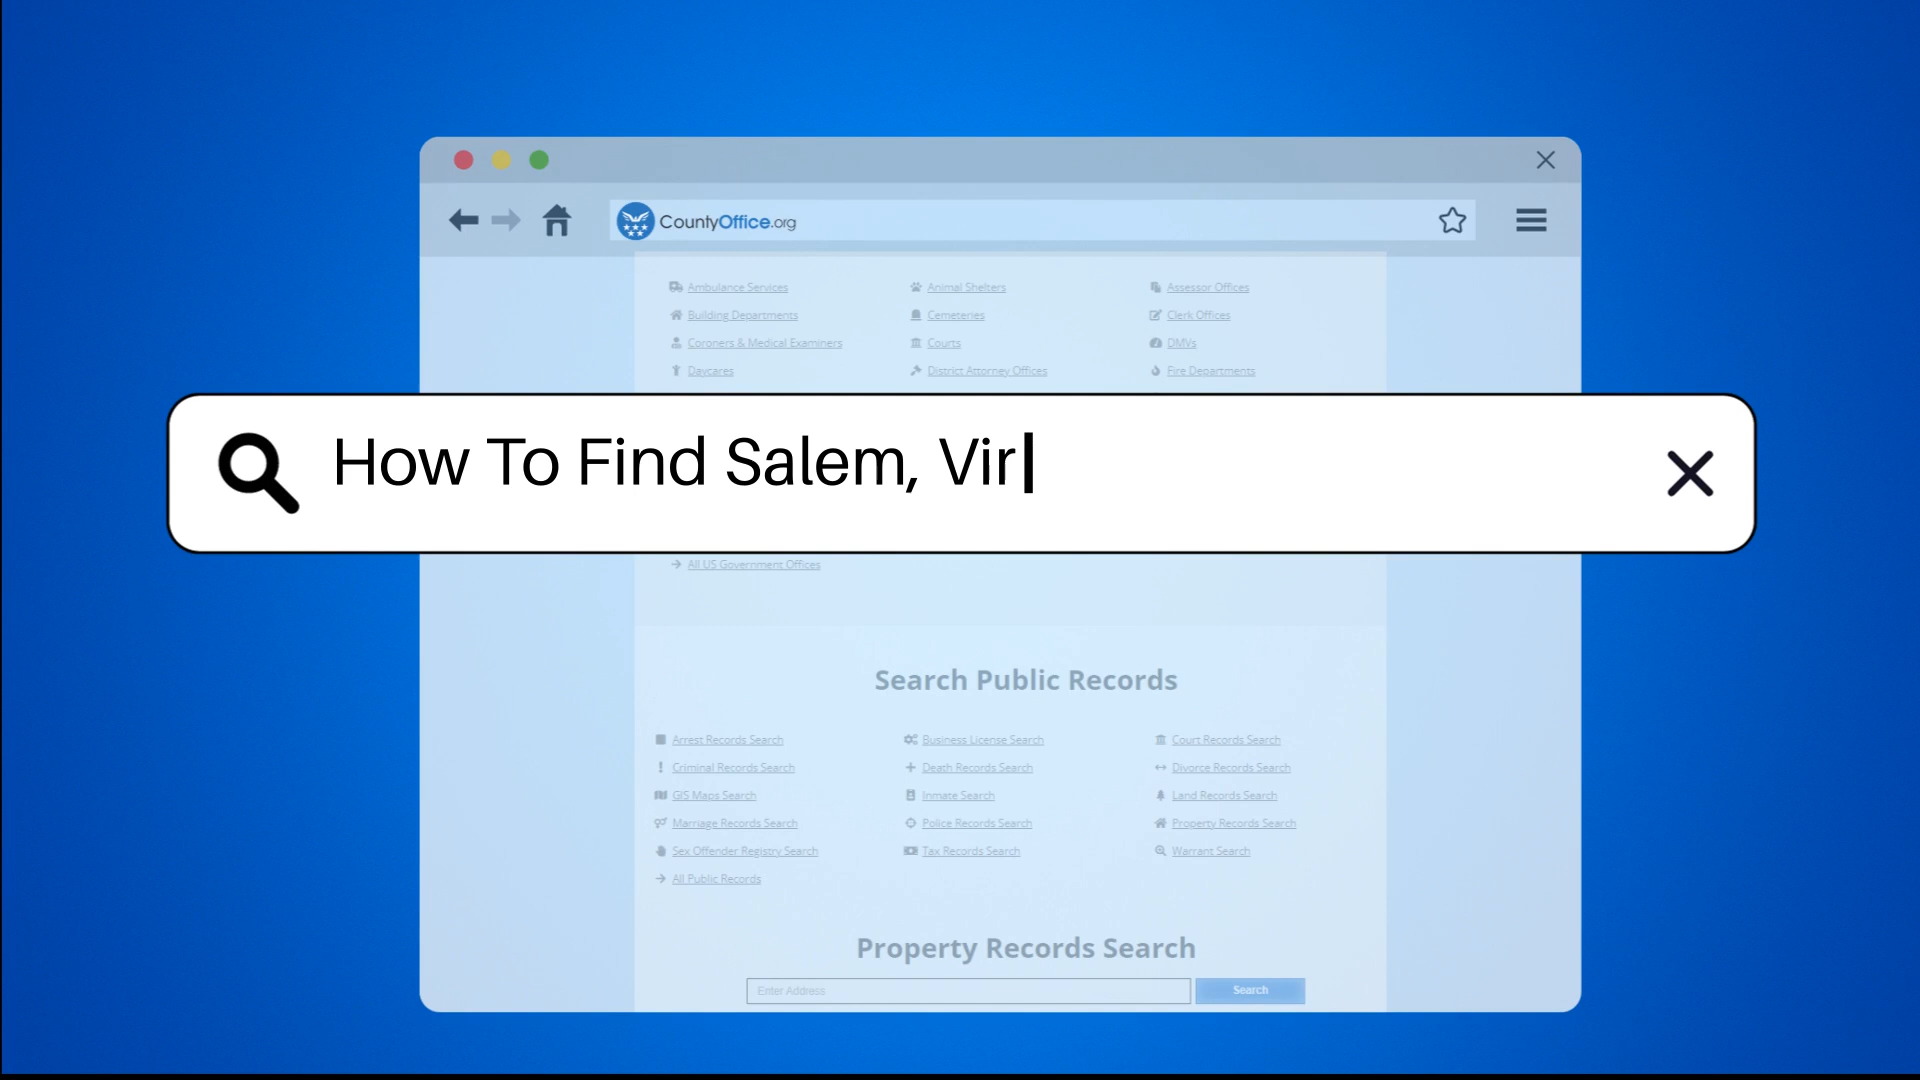 CountyOffice.org
Ambulance Services Animal Shelters Assessor Offices
Building Departments Cemeteries Clerk Offices
Coroners & Medical Examiners Courts DMVs
Daycares District Attorney Offices Fire Departments
How To Find Salem, Vir
All US Government Offices
Search Public Records
Arrest Records Search Business License Search Court Records Search
Criminal Records Search Death Records Search Divorce Records Search
GIS Maps Search Inmate Search Land Records Search
Marriage Records Search Police Records Search Property Records Search
Sex Offender Registry Search Tax Records Search Warrant Search
All Public Records
Property Records Search
Enter Address Search